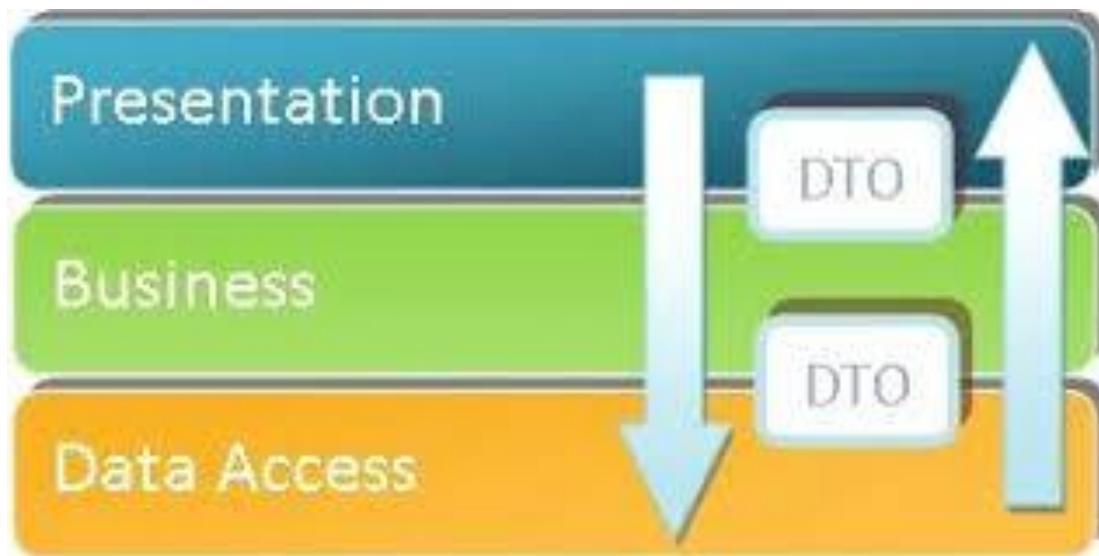 Presentation
DTO
Business
DTO
Data Access